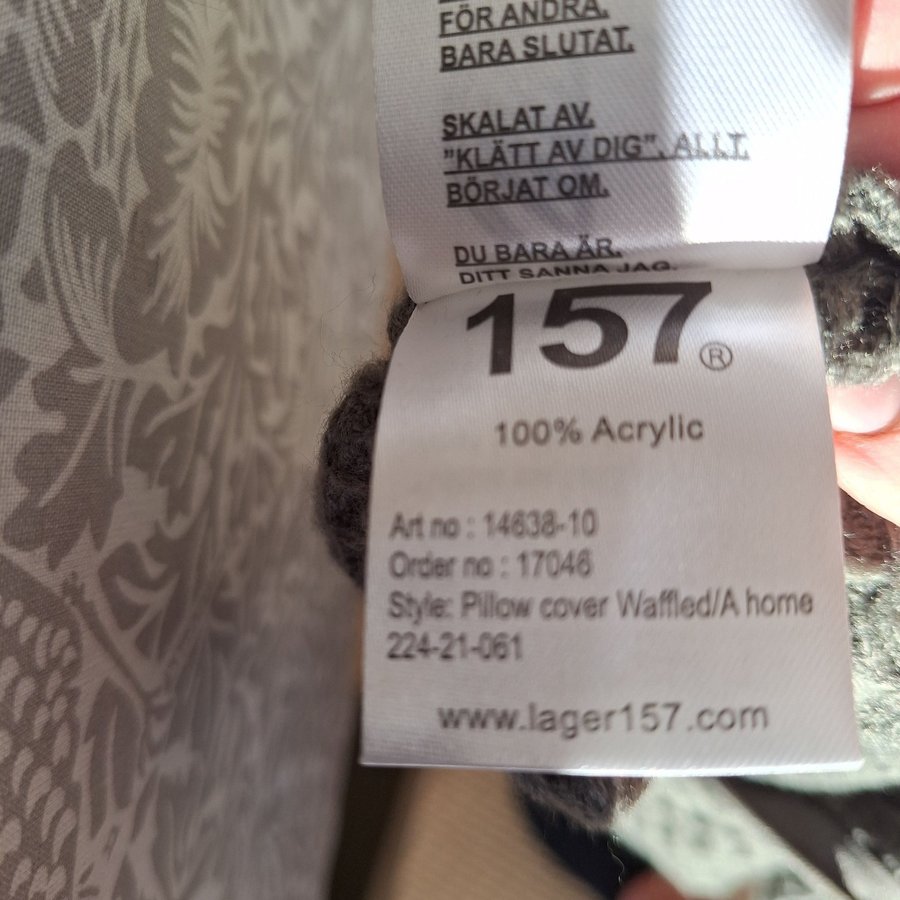 FÖR ANDRA.
BARA SLUTAT.
SKALAT AV.
"KLÄTT AV DIG". ALLT.
BÖRJAT OM.
DU BARA ÄR.
DITT SANNA JAG.
157®
100% Acrylic
Art no : 14638-10
Order no : 17046
Style: Pillow cover Waffled/A home
224-21-061
www.lager157.com